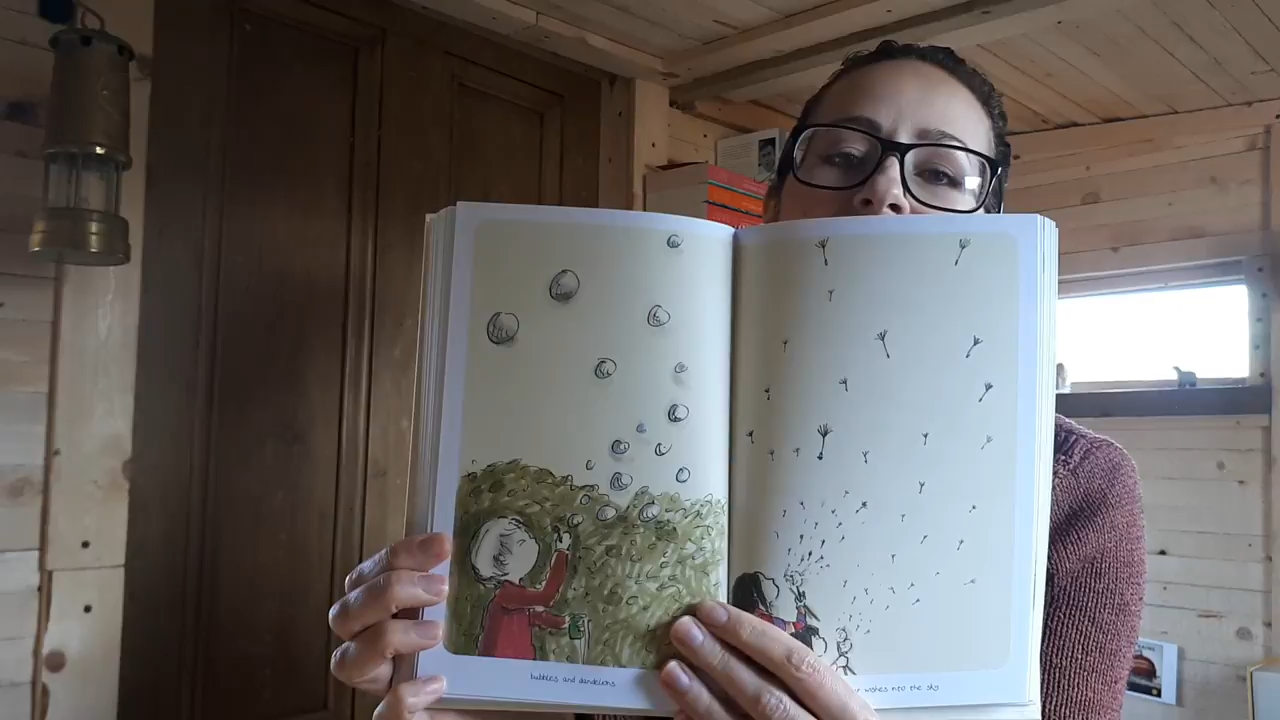 bubbles and dandelions
wishes into the sky